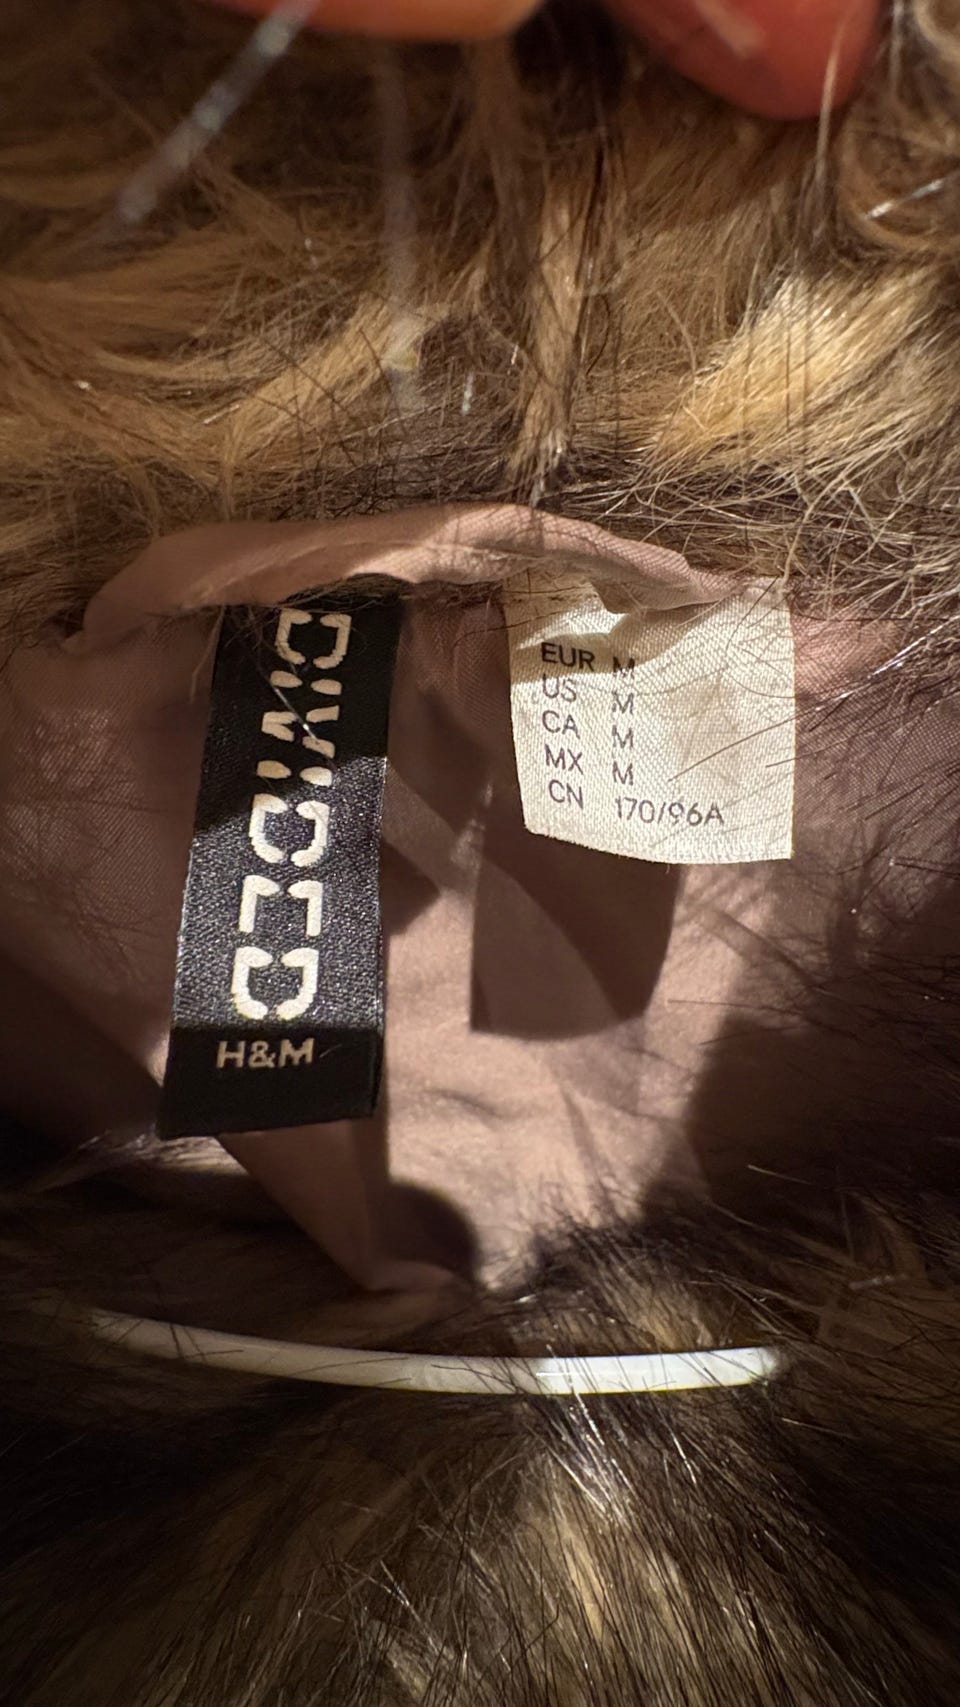 DIVIDED
H&M
EUR M
US M
CA M
MX M
CN 170/96A